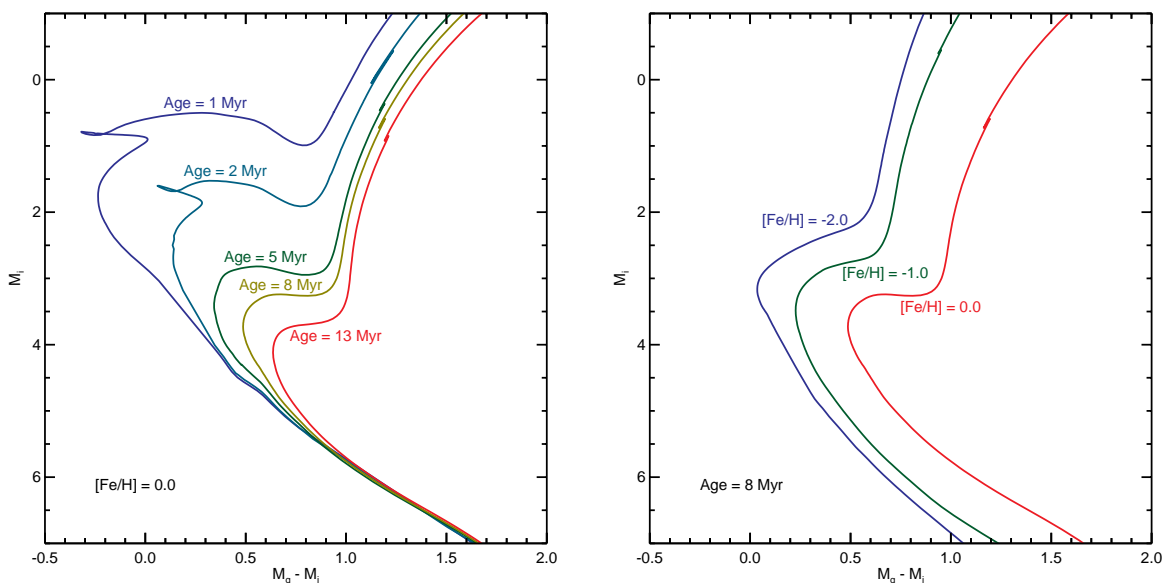 0
2
4
6
M_i
-0.5
0.0
0.5
1.0
1.5
2.0
M_g - M_i
Age = 1 Myr
Age = 2 Myr
Age = 5 Myr
Age = 8 Myr
Age = 13 Myr
[Fe/H] = 0.0
0
2
4
6
M_i
-0.5
0.0
0.5
1.0
1.5
2.0
M_g - M_i
[Fe/H] = -2.0
[Fe/H] = -1.0
[Fe/H] = 0.0
Age = 8 Myr